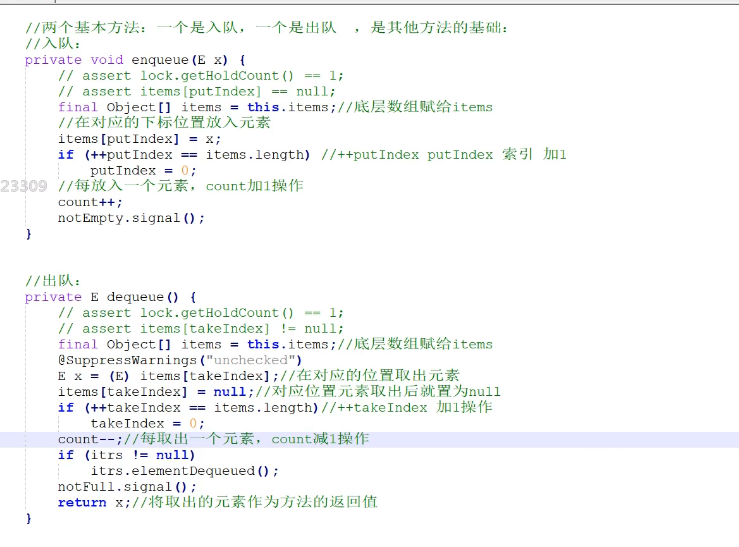 //两个基本方法：一个是入队，一个是出队 ，是其他方法的基础：
//入队：
private void enqueue(E x) {
    // assert lock.getHoldCount() == 1;
    // assert items[putIndex] == null;
    final Object[] items = this.items;//底层数组赋给items
    //在对应的下标位置放入元素
    items[putIndex] = x;
    if (++putIndex == items.length) //++putIndex putIndex 索引 加1
        putIndex = 0;
23309
    //每放入一个元素，count加1操作
    count++;
    notEmpty.signal();
}
//出队：
private E dequeue() {
    // assert lock.getHoldCount() == 1;
    // assert items[takeIndex] != null;
    final Object[] items = this.items;//底层数组赋给items
    @SuppressWarnings("unchecked")
    E x = (E) items[takeIndex];//在对应的位置取出元素
    items[takeIndex] = null;//对应位置元素取出后就置为null
    if (++takeIndex == items.length)//++takeIndex 加1操作
        takeIndex = 0;
    count--;//每取出一个元素，count减1操作
    if (itrs != null)
        itrs.elementDequeued();
    notFull.signal();
    return x;//将取出的元素作为方法的返回值
}